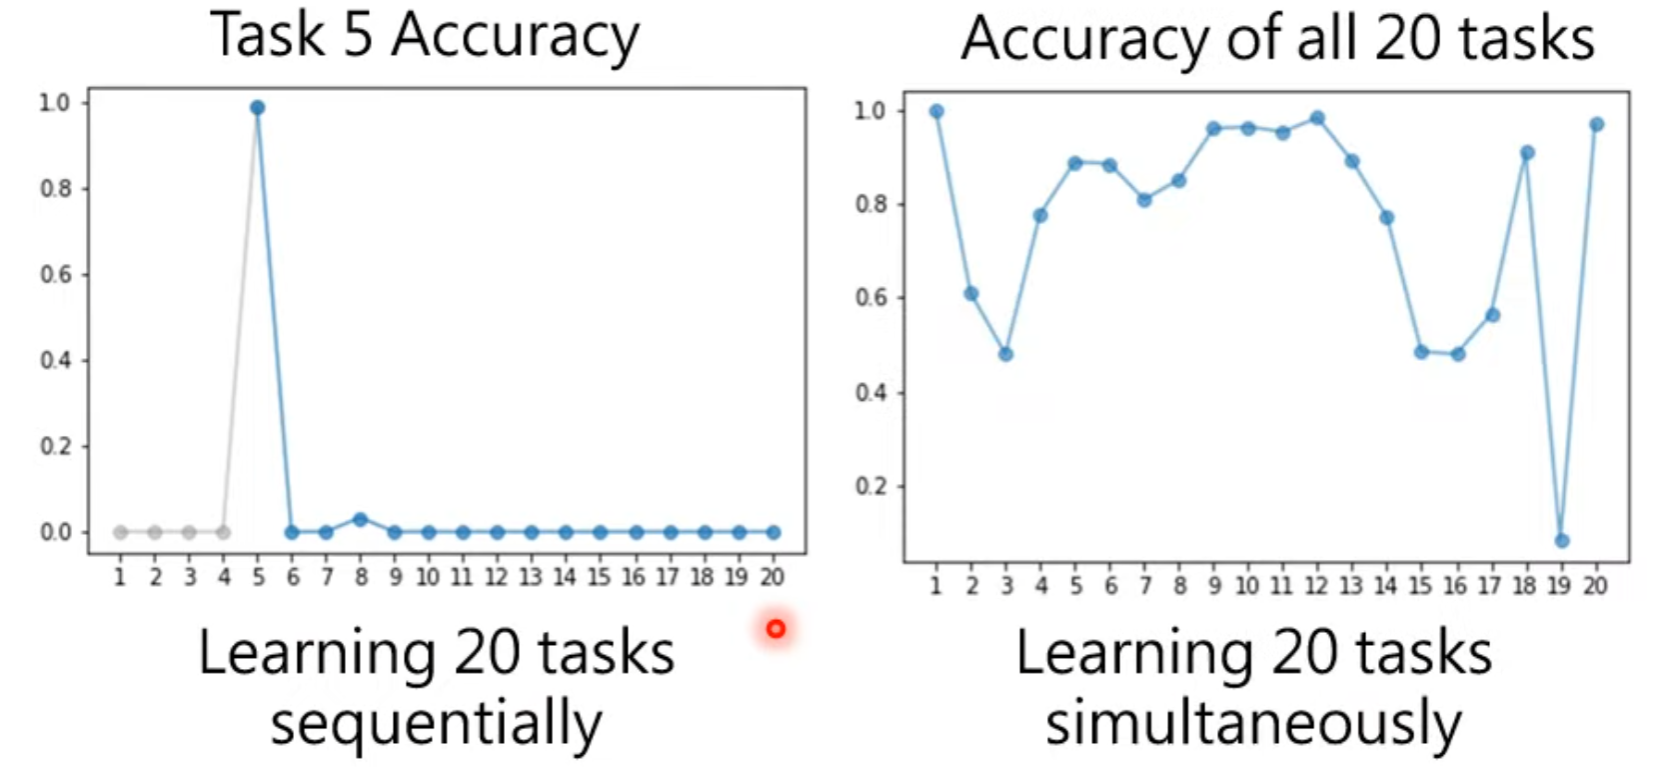 Task 5 Accuracy
1.0
0.8
0.6
0.4
0.2
0.0
1 2 3 4 5 6 7 8 9 10 11 12 13 14 15 16 17 18 19 20
Learning 20 tasks
sequentially
Accuracy of all 20 tasks
1.0
0.8
0.6
0.4
0.2
1 2 3 4 5 6 7 8 9 10 11 12 13 14 15 16 17 18 19 20
Learning 20 tasks
simultaneously